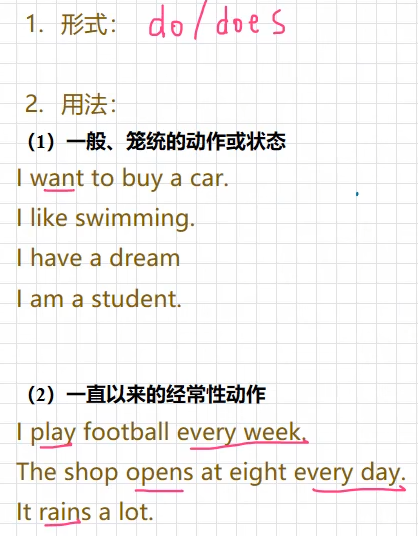 1. 形式： do/does
2. 用法：
（1）一般、笼统的动作或状态
I want to buy a car.
I like swimming.
I have a dream
I am a student.
（2）一直以来的经常性动作
I play football every week.
The shop opens at eight every day.
It rains a lot.